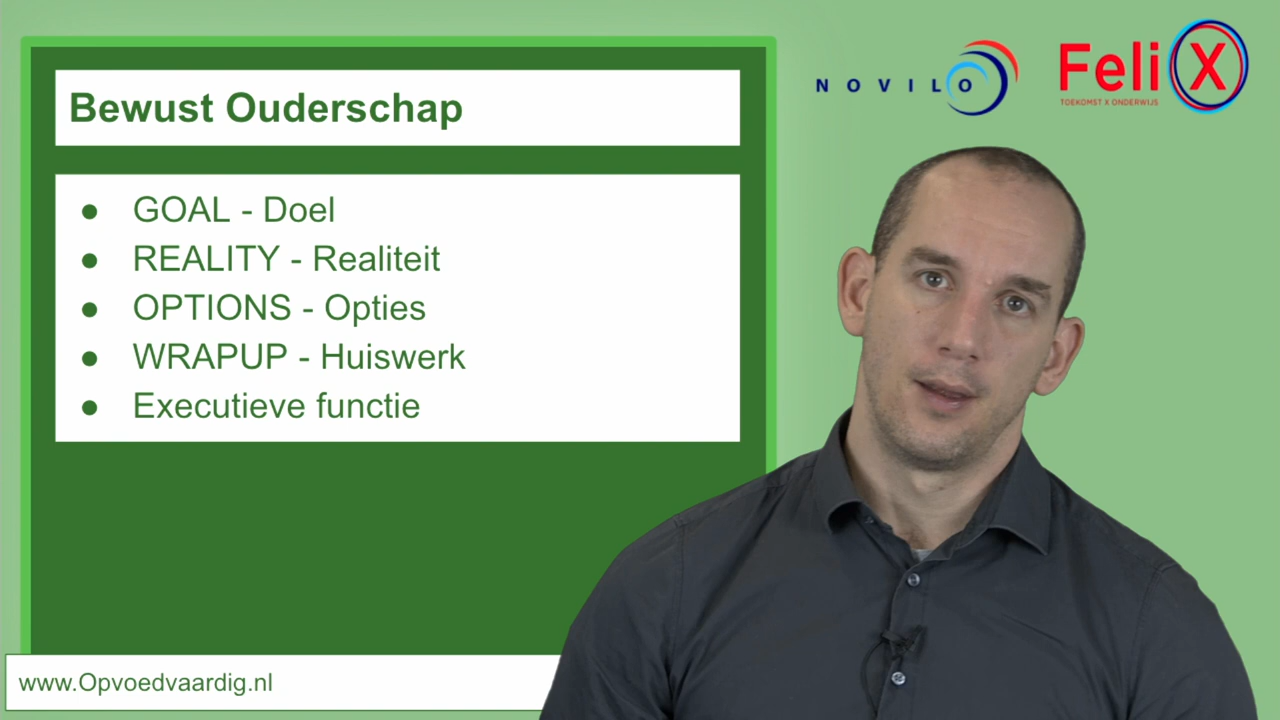 Bewust Ouderschap
● GOAL - Doel
● REALITY - Realiteit
● OPTIONS - Opties
● WRAPUP - Huiswerk
● Executieve functie
www.Opvoedvaardig.nl
NOVILO
FeliX
TOEKOMST X ONDERWIJS